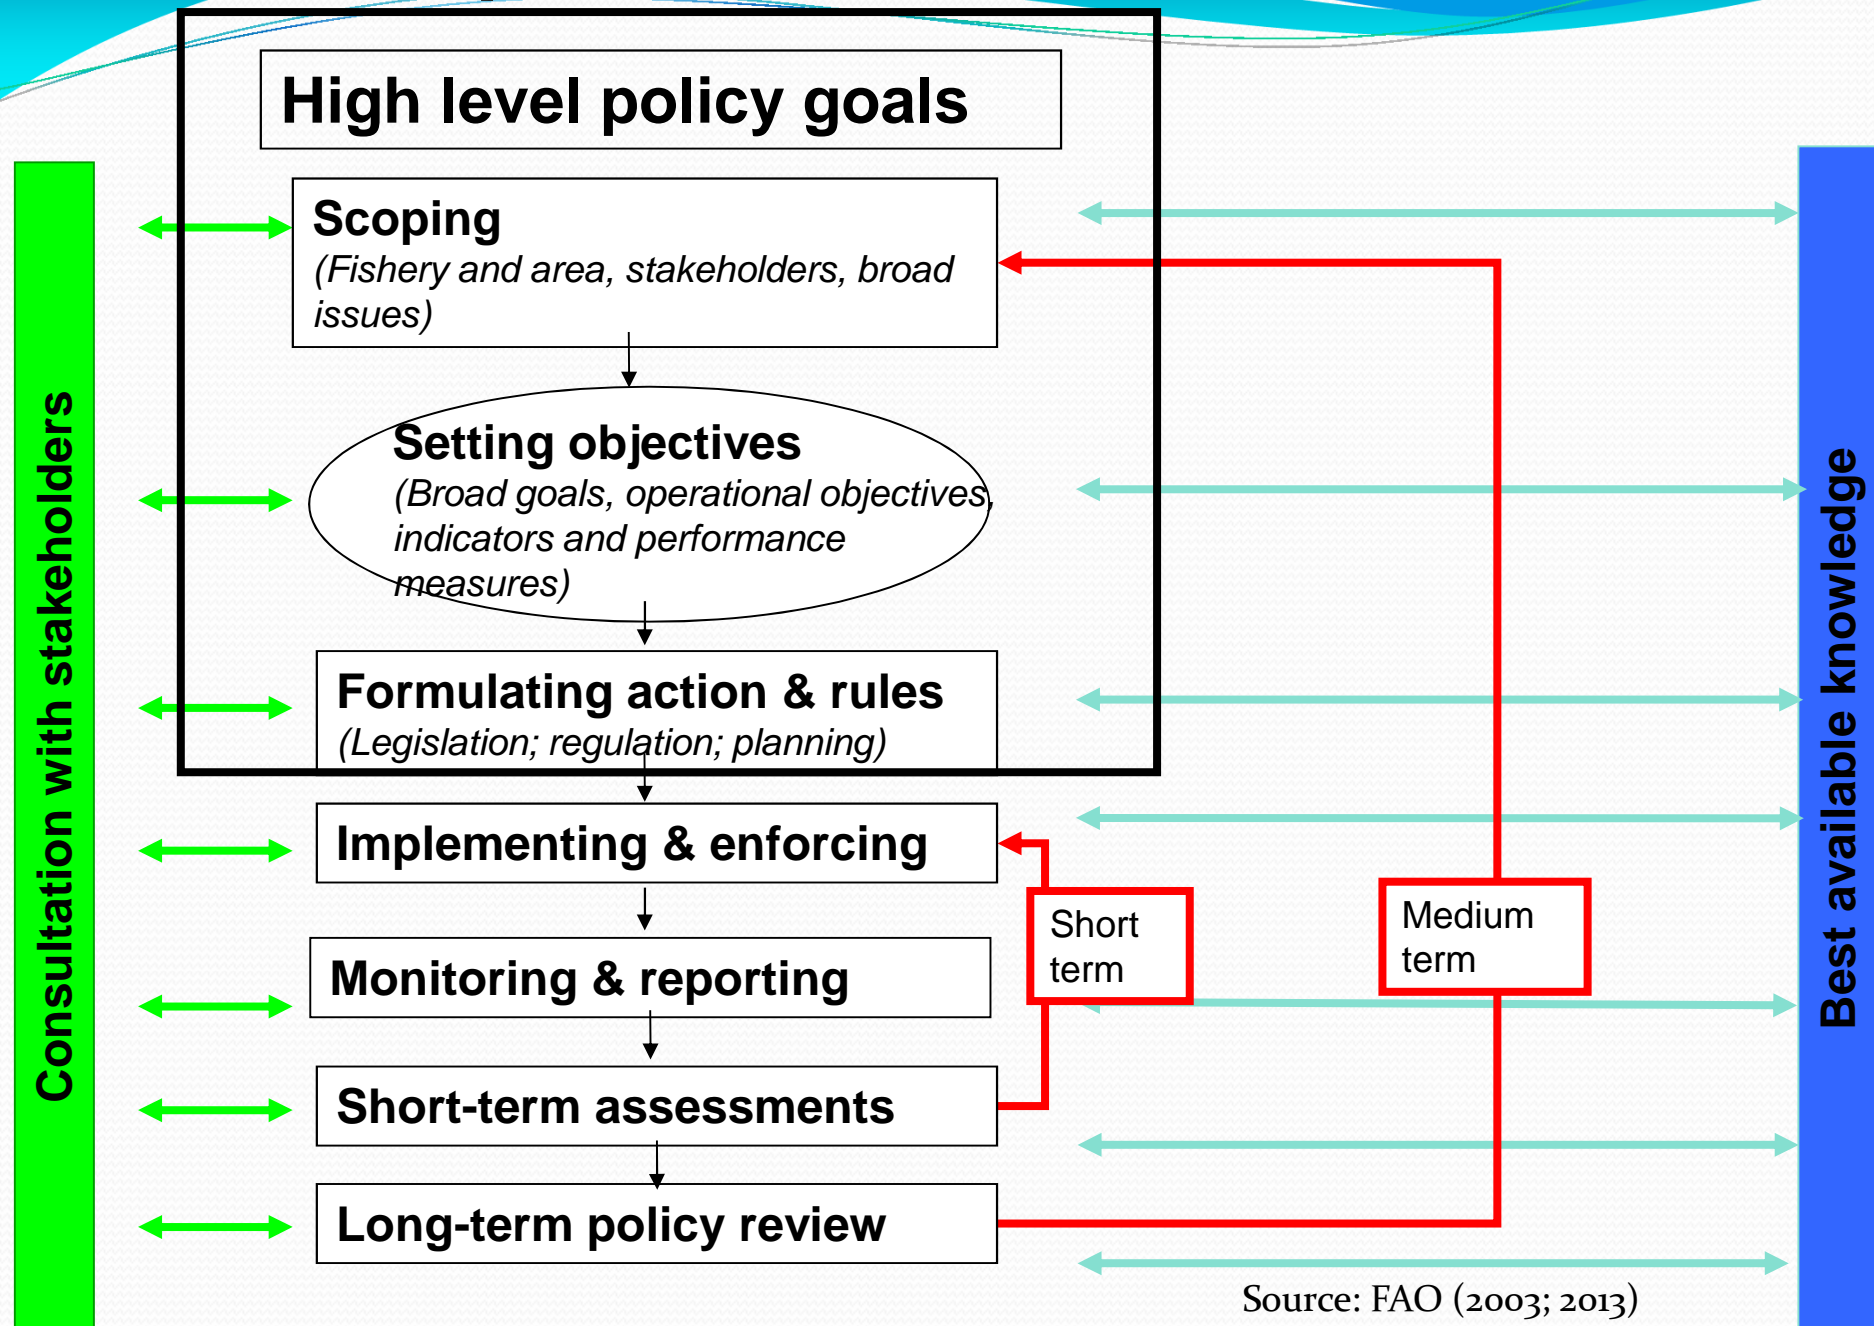 High level policy goals
Scoping
(Fishery and area, stakeholders, broad
issues)
Setting objectives
(Broad goals, operational objectives,
indicators and performance
measures)
Formulating action & rules
(Legislation; regulation; planning)
Implementing & enforcing
Monitoring & reporting
Short-term assessments
Long-term policy review
Short
term
Medium
term
Consultation with stakeholders
Best available knowledge
Source: FAO (2003; 2013)